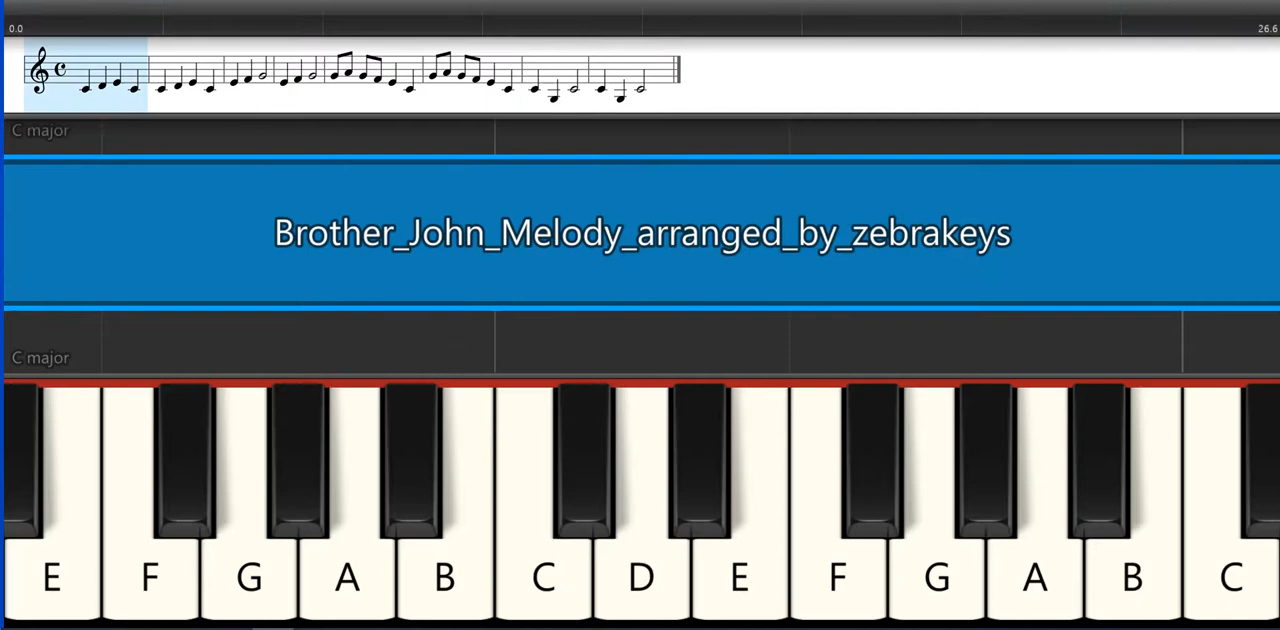 0.0 26.6
C major
Brother_John_Melody_arranged_by_zebrakeys
C major
E F G A B C D E F G A B C